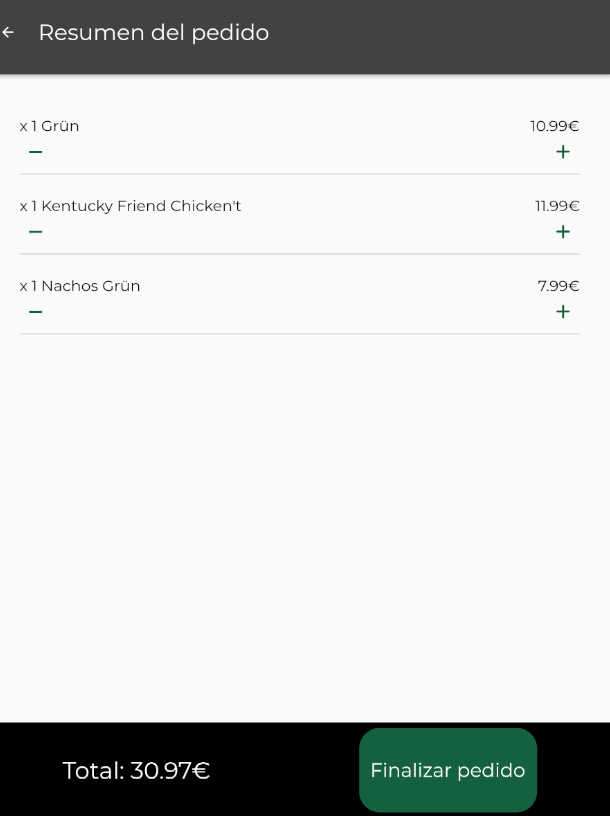 Resumen del pedido
x 1 Grün 10.99€
x 1 Kentucky Friend Chicken't 11.99€
x 1 Nachos Grün 7.99€
Total: 30.97€ Finalizar pedido